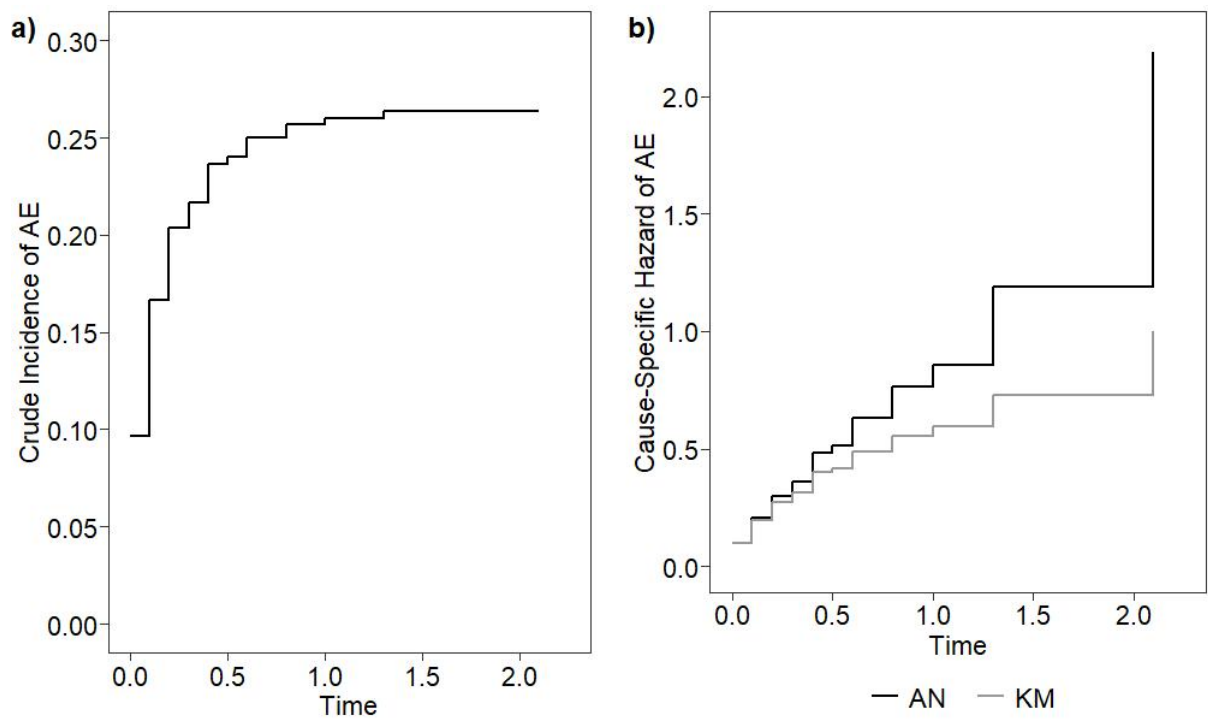 a)
Crude Incidence of AE
0.30
0.25
0.20
0.15
0.10
0.05
0.00
0.0 0.5 1.0 1.5 2.0
Time
b)
Cause-Specific Hazard of AE
2.0
1.5
1.0
0.5
0.0
0.0 0.5 1.0 1.5 2.0
Time
AN KM